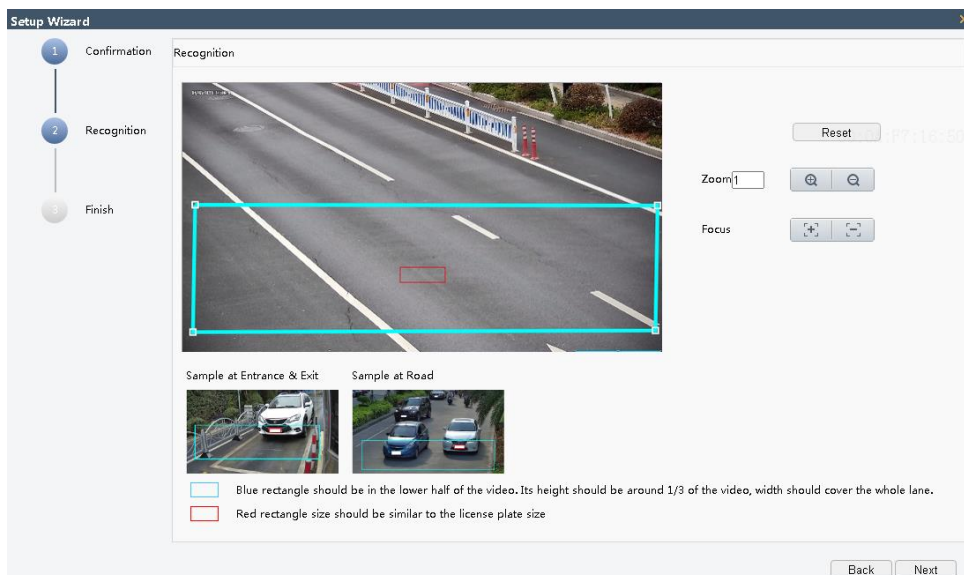 Setup Wizard
1 Confirmation
2 Recognition
3 Finish
Recognition
Reset
Zoom 1
Focus
Sample at Entrance & Exit
Sample at Road
Blue rectangle should be in the lower half of the video. Its height should be around 1/3 of the video, width should cover the whole lane.
Red rectangle size should be similar to the license plate size
Back
Next